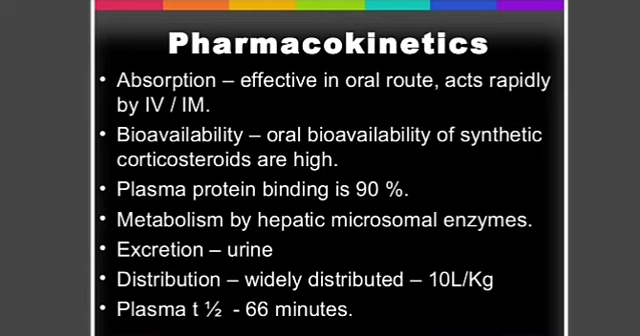 Pharmacokinetics
• Absorption – effective in oral route, acts rapidly
by IV / IM.
• Bioavailability – oral bioavailability of synthetic
corticosteroids are high.
• Plasma protein binding is 90 %.
• Metabolism by hepatic microsomal enzymes.
• Excretion – urine
• Distribution – widely distributed – 10L/Kg
• Plasma t ½ - 66 minutes.